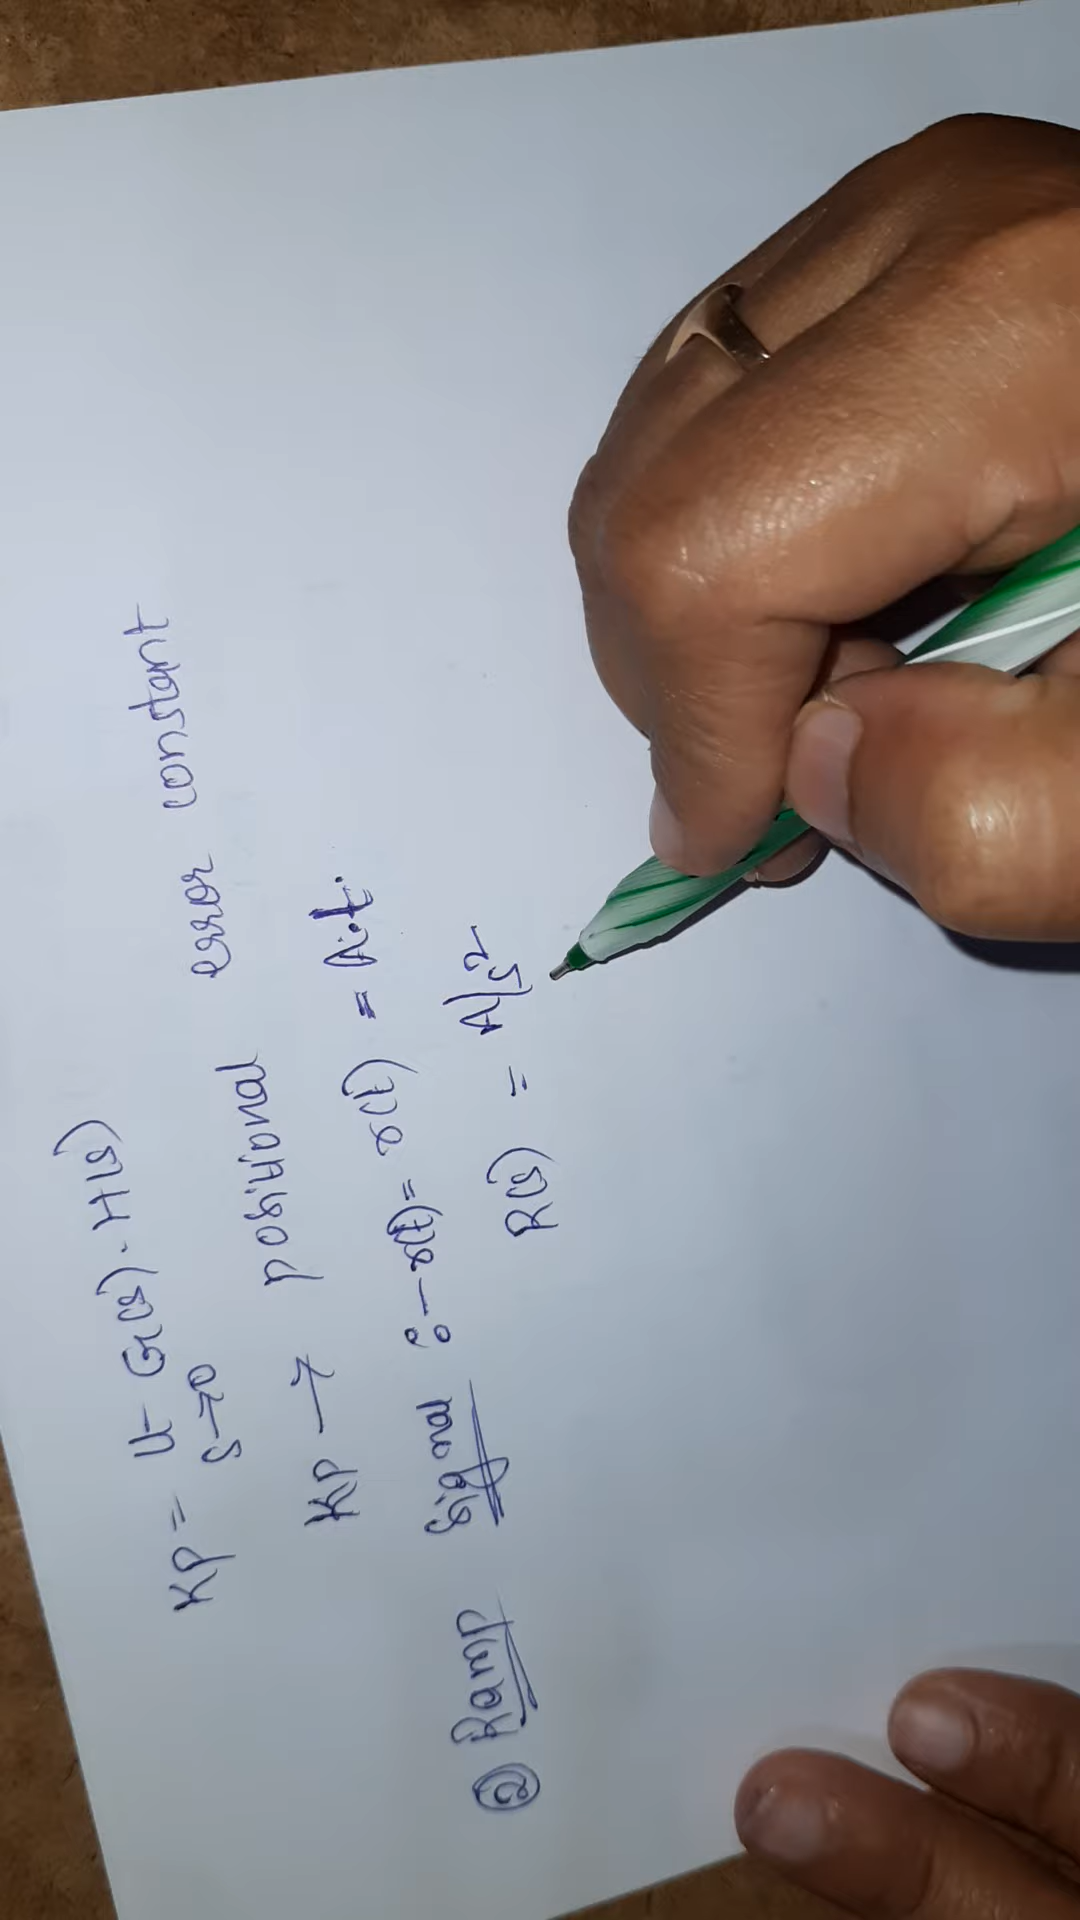 KP = Lt G(s) . H(s)
s→0
KP → positional error constant
② Ramp Signal :- r(t) = r(t) = A.t.
R(s) = A/s²